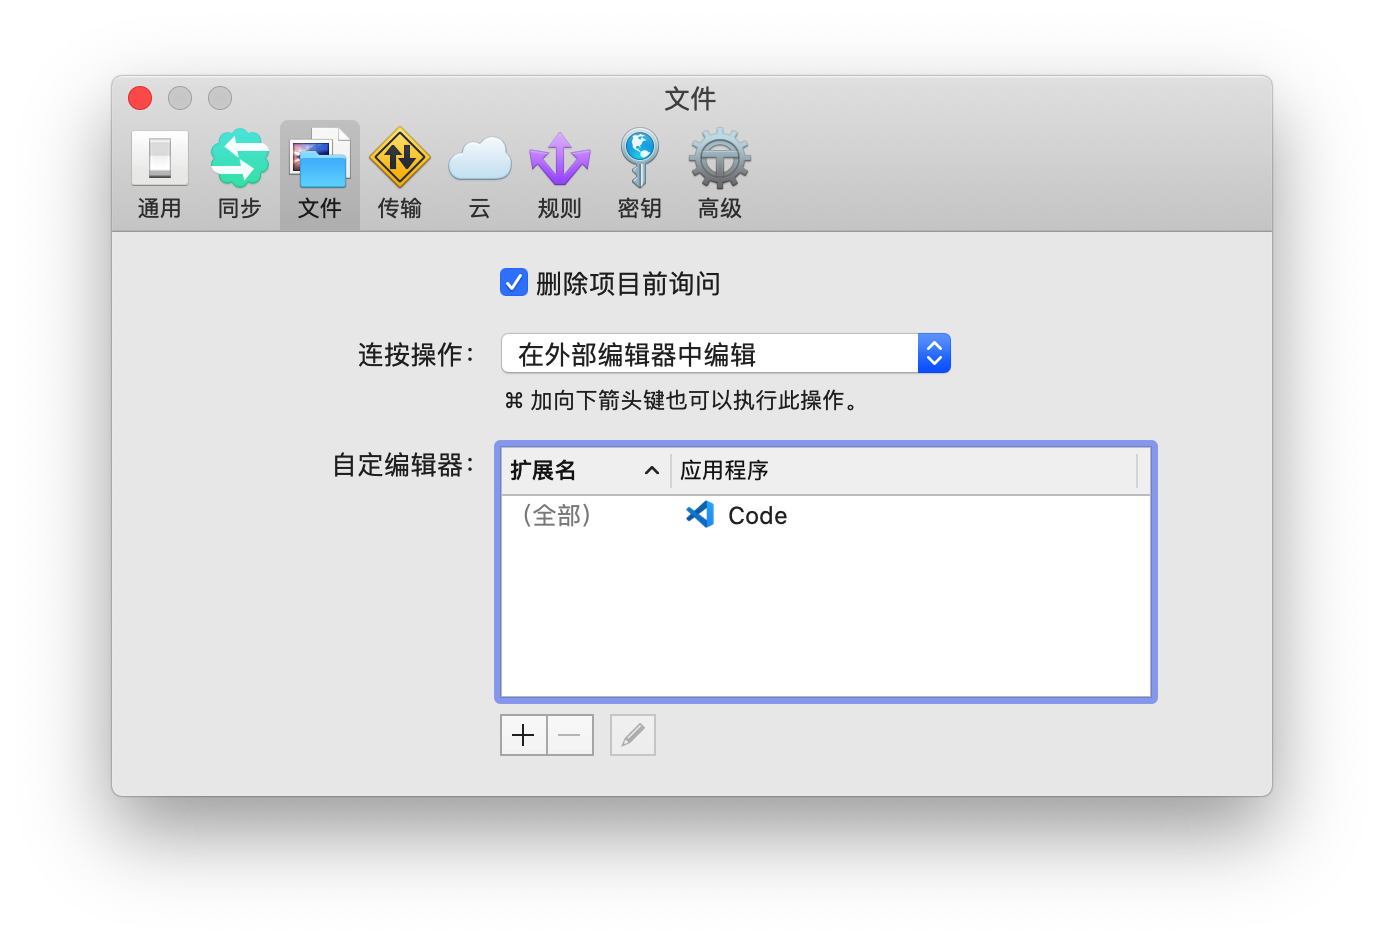 文件
通用 同步 文件 传输 云 规则 密钥 高级
删除项目前询问
连按操作： 在外部编辑器中编辑
⌘ 加向下箭头键也可以执行此操作。
自定编辑器： 扩展名 应用程序
（全部） Code